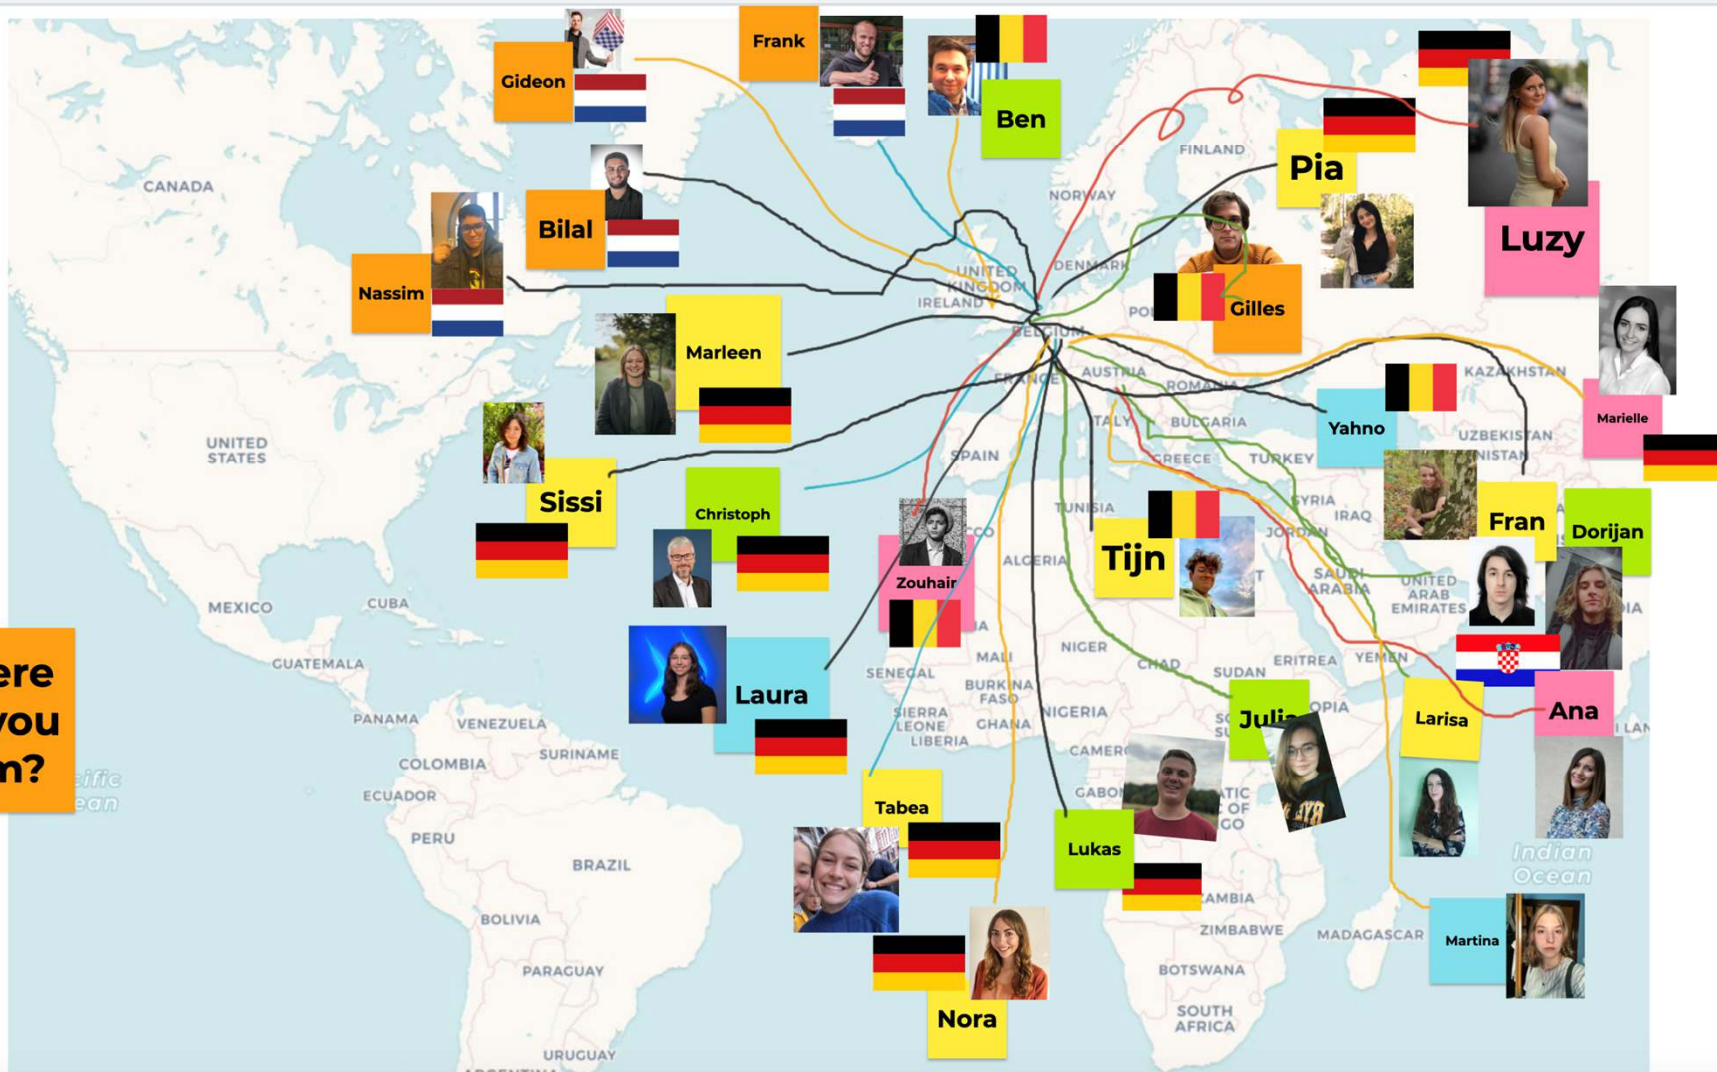 Gideon
Frank
Ben
Pia
Luzy
Bilal
Nassim
Gilles
Marleen
Marielle
Yahno
Sissi
Christoph
Fran
Dorijan
Tijn
Zouhair
Laura
Julia
Larisa
Ana
Tabea
Lukas
Martina
Nora
you
CANADA
FINLAND
NORWAY
UNITED
KINGDOM
IRELAND
DENMARK
BELGIUM
FRANCE
AUSTRIA
ROMANIA
KAZAKHSTAN
ITALY
BULGARIA
UZBEKISTAN
UNITED
STATES
SPAIN
GREECE
TURKEY
TUNISIA
SYRIA
IRAQ
JORDAN
ALGERIA
SAUDI
ARABIA
UNITED
ARAB
EMIRATES
MEXICO
CUBA
GUATEMALA
SENEGAL
MALI
NIGER
CHAD
SUDAN
ERITREA
YEMEN
BURKINA
FASO
PANAMA
VENEZUELA
SIERRA
LEONE
GHANA
NIGERIA
LIBERIA
SURINAME
COLOMBIA
ECUADOR
PERU
BRAZIL
Indian
Ocean
BOLIVIA
ZIMBABWE
MADAGASCAR
PARAGUAY
BOTSWANA
SOUTH
AFRICA
URUGUAY